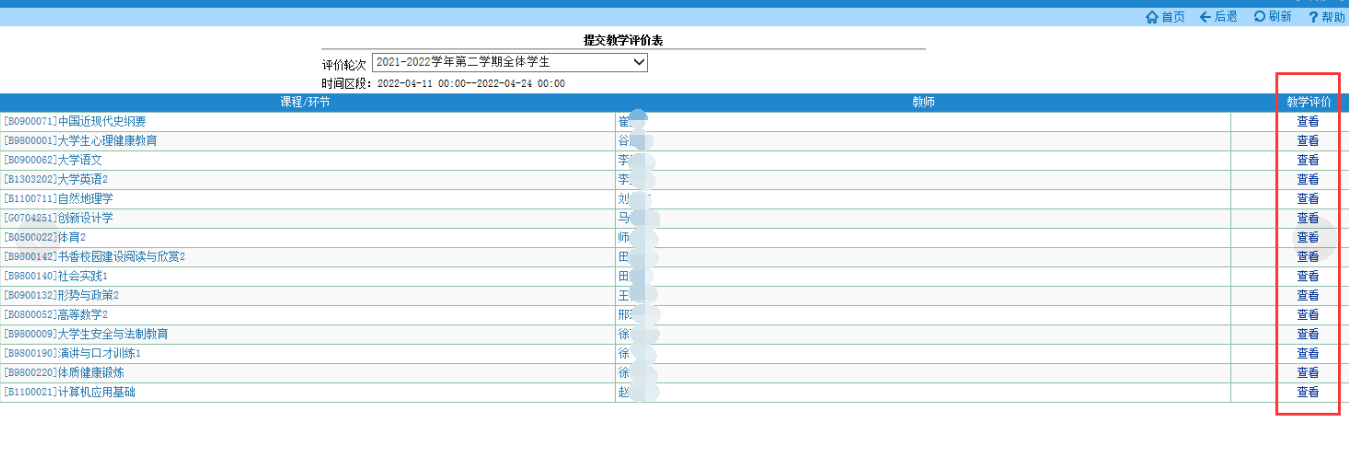 首页 后退 刷新 ?帮助
提交教学评价表
评价轮次 2021-2022学年第二学期全体学生
时间区段: 2022-04-11 00:00--2022-04-24 00:00
课程/环节 教师 教学评价
[B0900071]中国近现代史纲要 崔 查看
[B9800001]大学生心理健康教育 谷 查看
[B0900062]大学语文 李 查看
[B1303202]大学英语2 李 查看
[B1100711]自然地理学 刘 查看
[G0704251]创新设计学 马 查看
[B0500022]体育2 师 查看
[B9800142]书香校园建设阅读与欣赏2 田 查看
[B9800140]社会实践1 田 查看
[B0900132]形势与政策2 王 查看
[B0800052]高等数学2 邢 查看
[B9800009]大学生安全与法制教育 徐 查看
[B9800190]演讲与口才训练1 徐 查看
[B9800220]体质健康锻炼 徐 查看
[B1100021]计算机应用基础 赵 查看